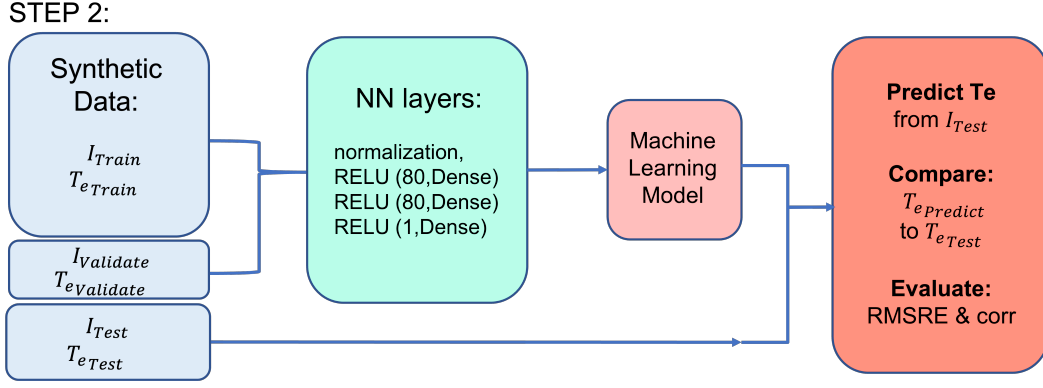 STEP 2:
Synthetic
Data:
I_Train
T_e_Train
I_Validate
T_e_Validate
I_Test
T_e_Test
NN layers:
normalization,
RELU (80,Dense)
RELU (80,Dense)
RELU (1,Dense)
Machine
Learning
Model
Predict Te
from I_Test
Compare:
T_e_Predict
to T_e_Test
Evaluate:
RMSRE & corr